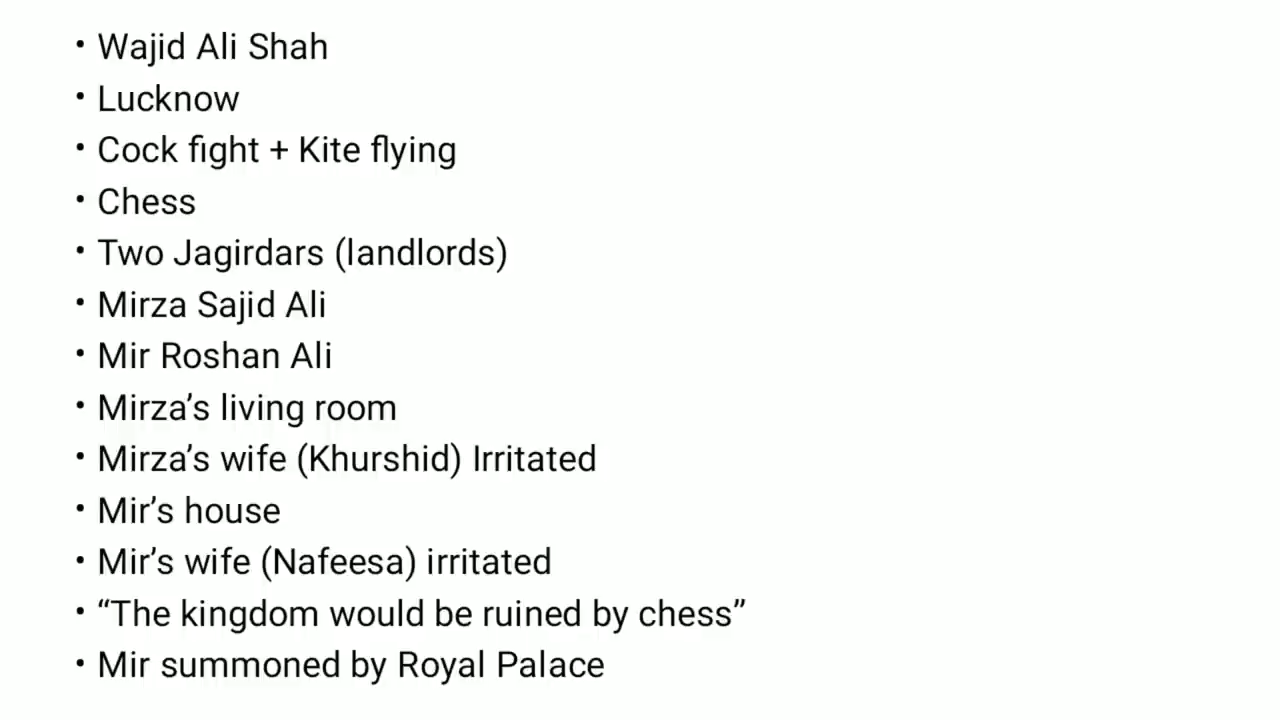 • Wajid Ali Shah
• Lucknow
• Cock fight + Kite flying
• Chess
• Two Jagirdars (landlords)
• Mirza Sajid Ali
• Mir Roshan Ali
• Mirza’s living room
• Mirza’s wife (Khurshid) Irritated
• Mir’s house
• Mir’s wife (Nafeesa) irritated
• “The kingdom would be ruined by chess”
• Mir summoned by Royal Palace